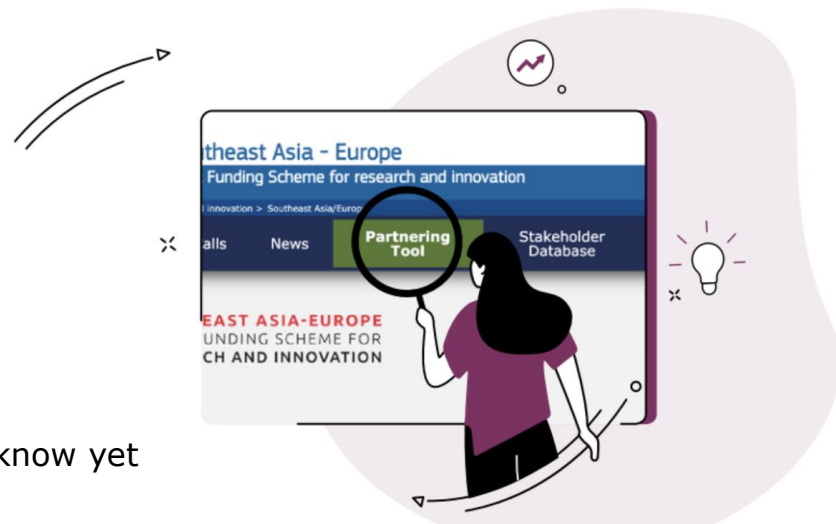 theast Asia - Europe
Funding Scheme for research and innovation
innovation > Southeast Asia/Europe
alls News Partnering Tool Stakeholder Database
EAST ASIA-EUROPE
UNDING SCHEME FOR
CH AND INNOVATION
know yet